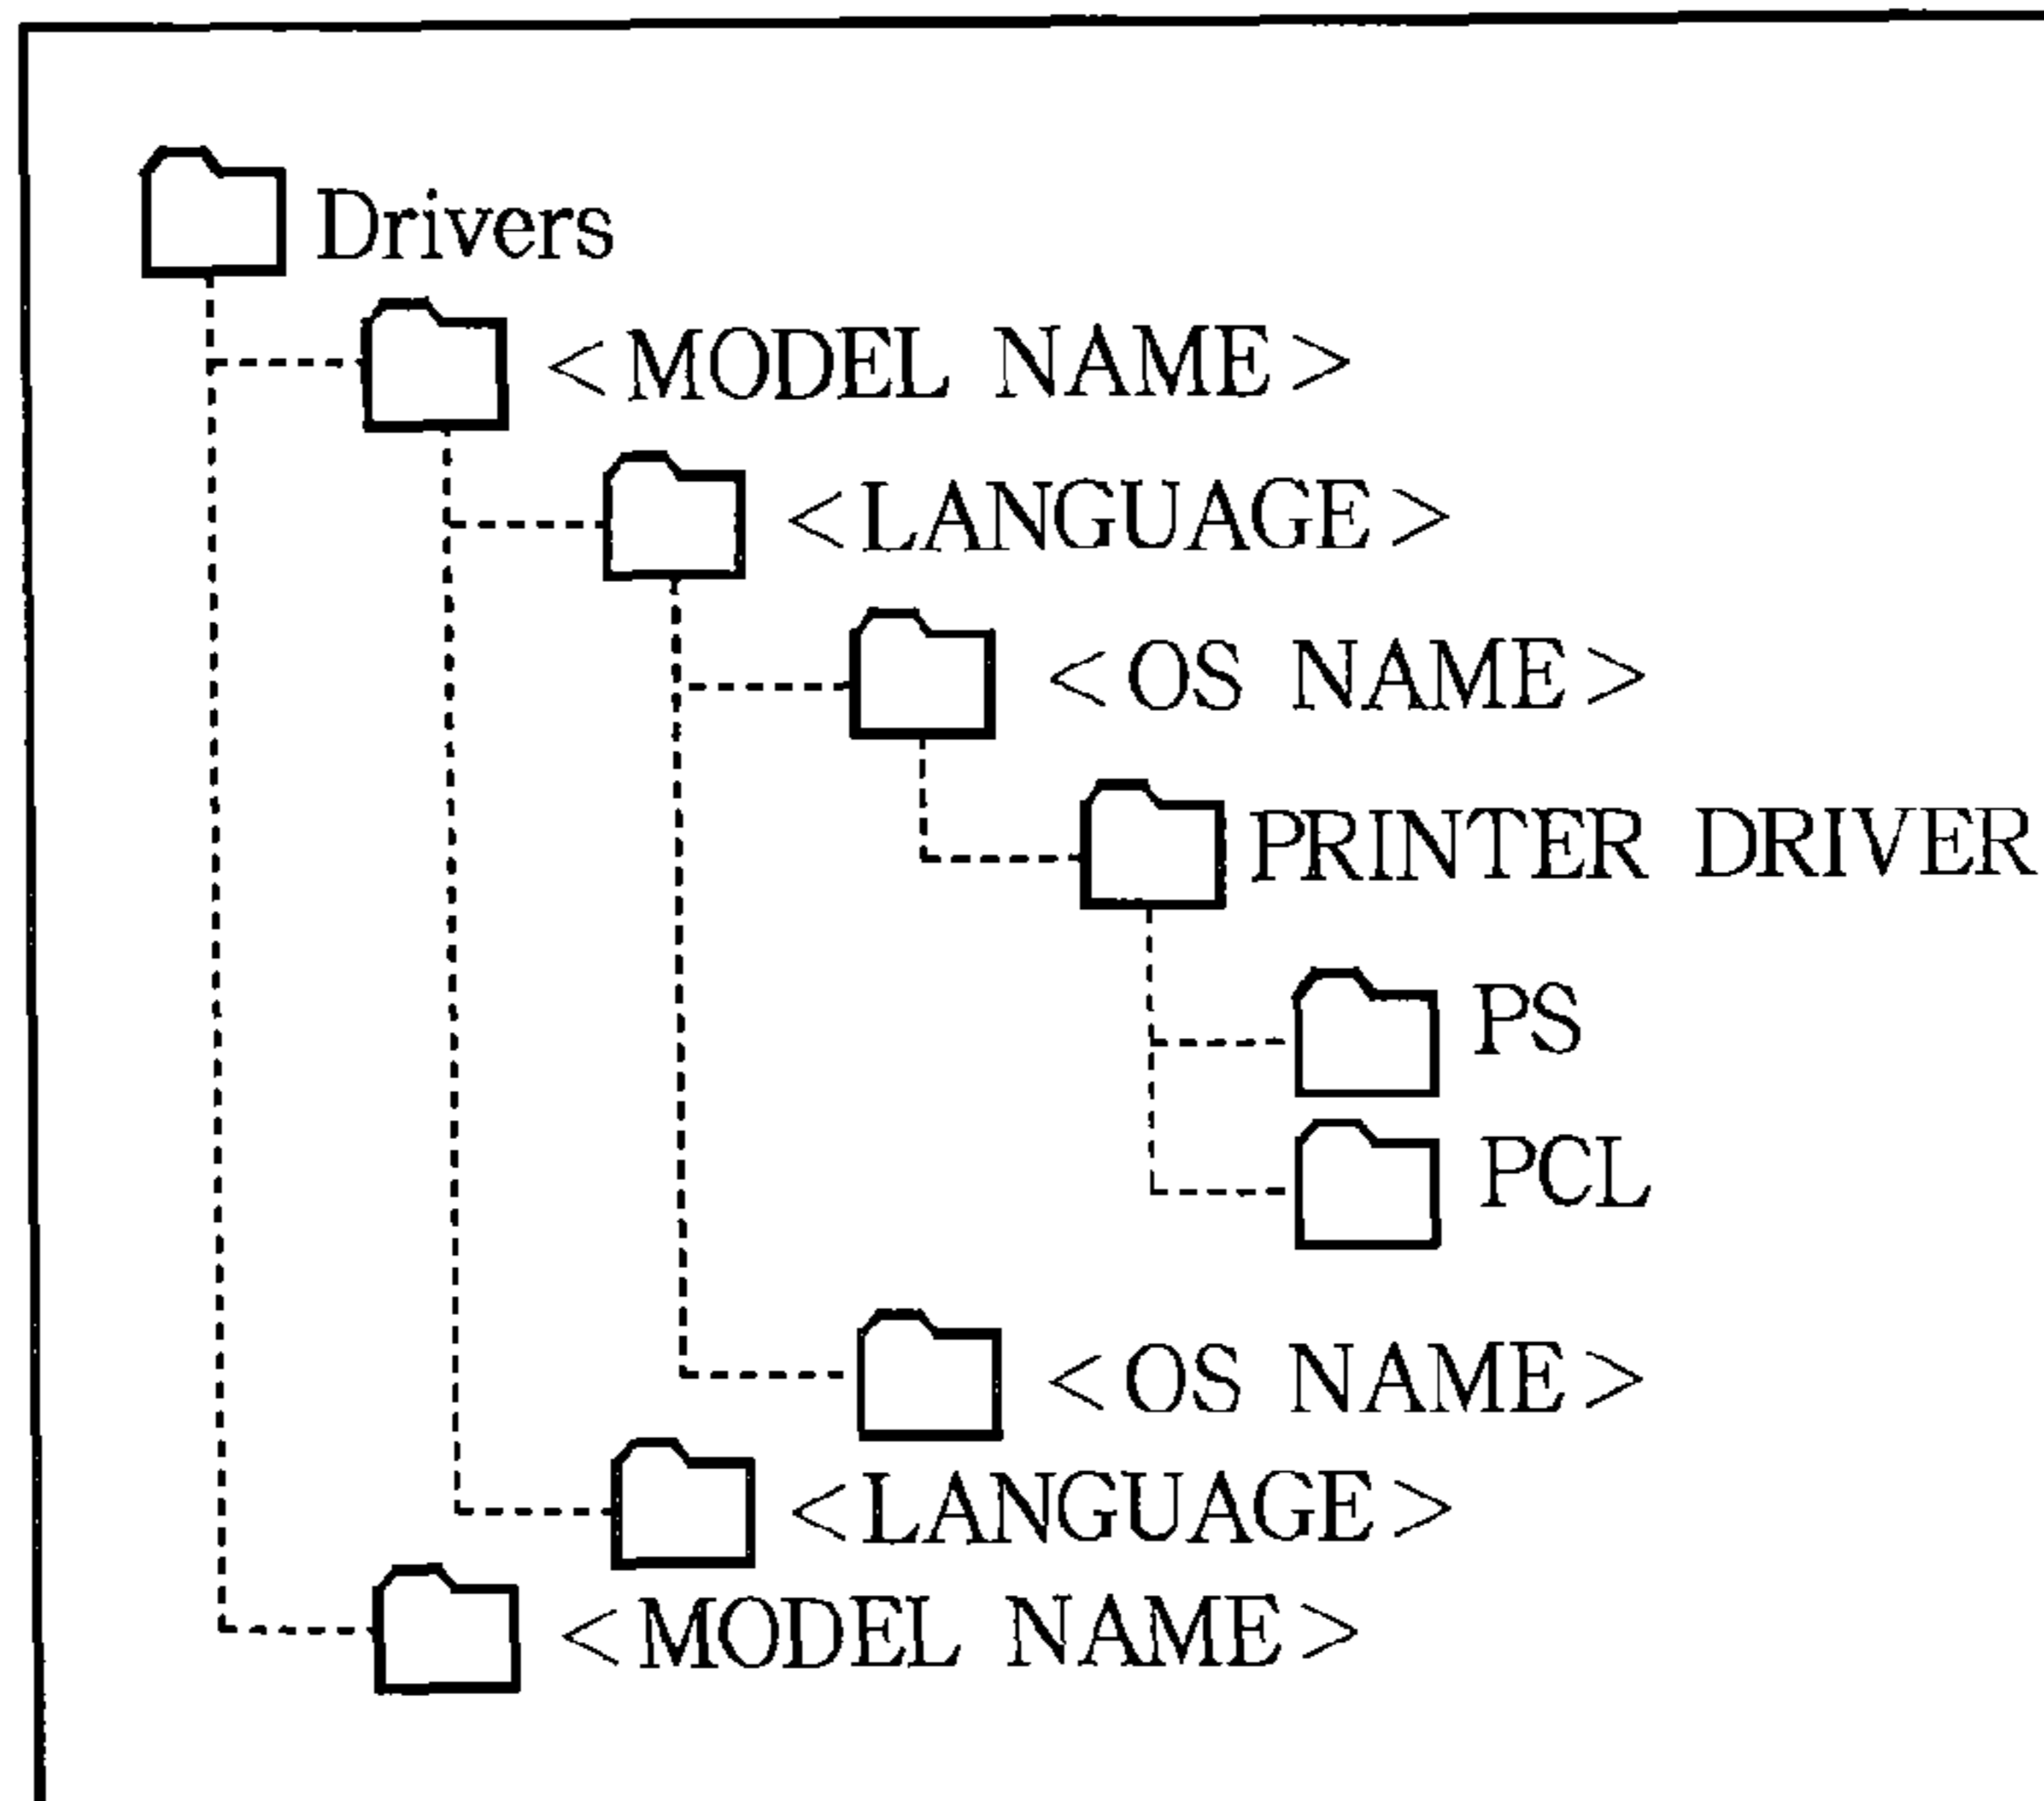 Drivers
<MODEL NAME>
<LANGUAGE>
<OS NAME>
PRINTER DRIVER
PS
PCL
<OS NAME>
<LANGUAGE>
<MODEL NAME>